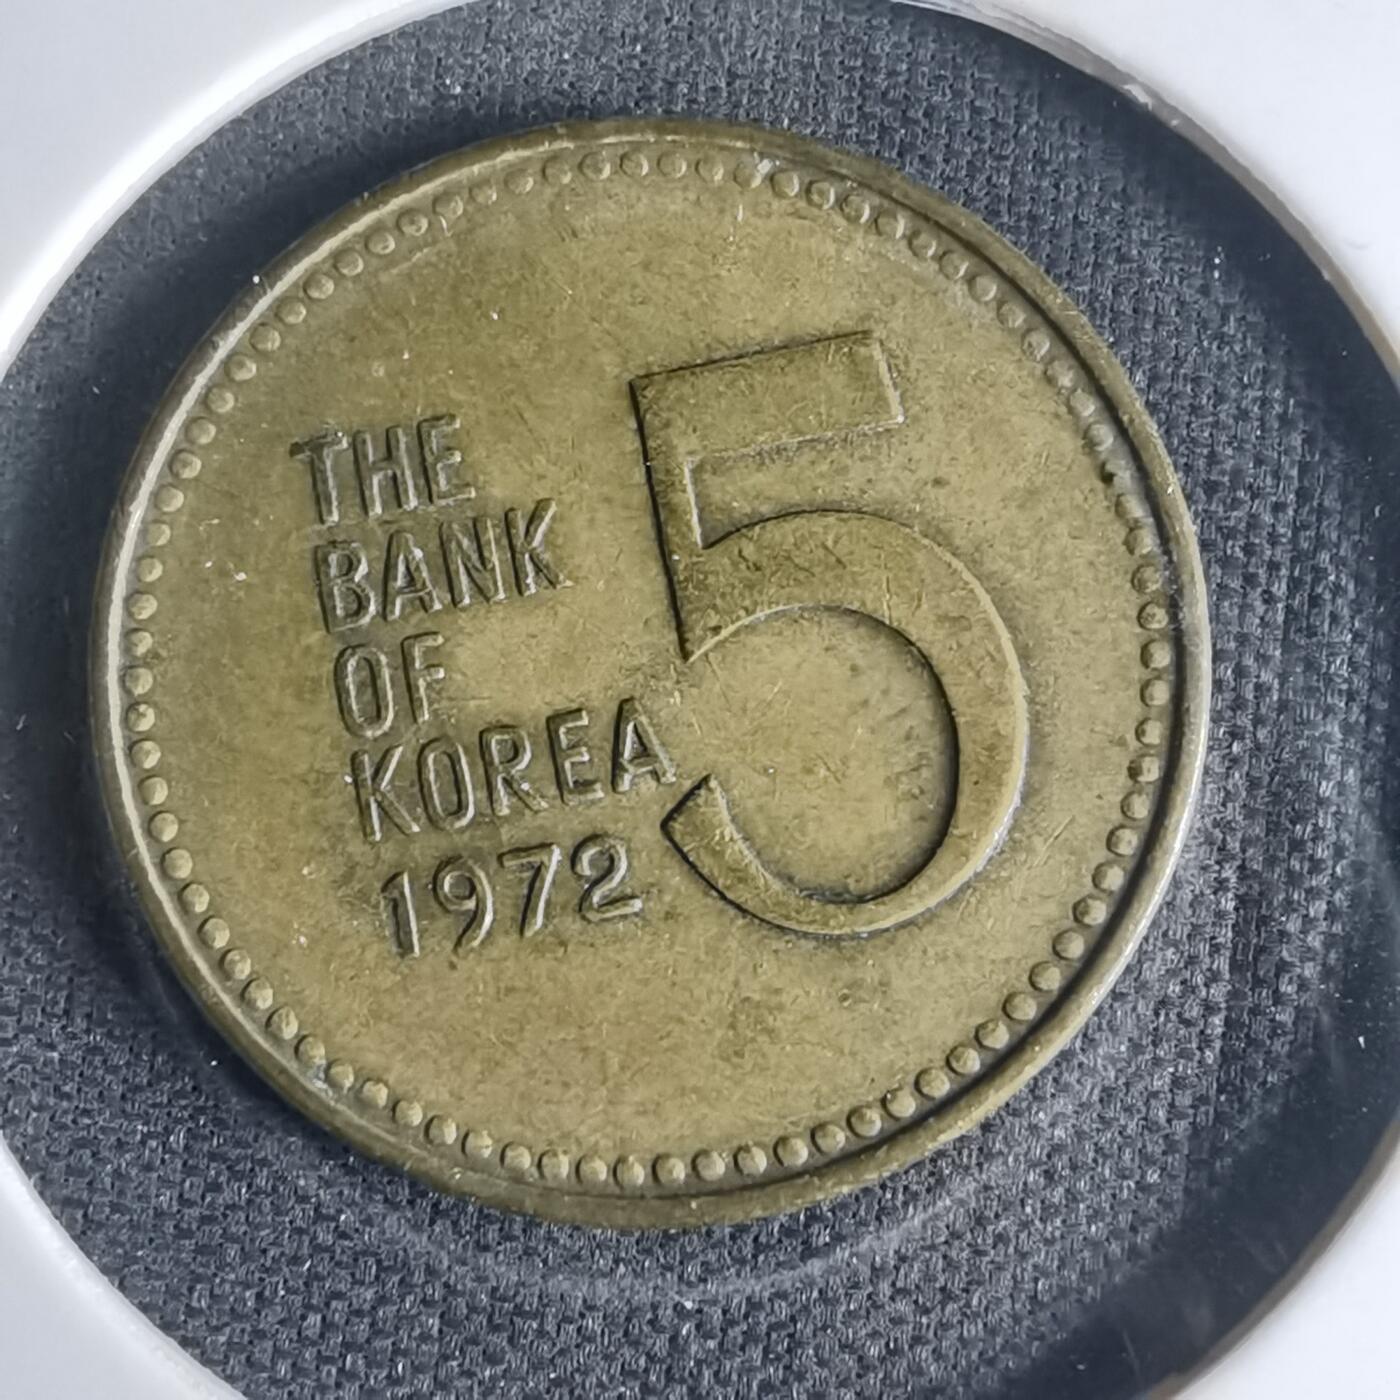 THE
BANK
OF
KOREA
1972
5